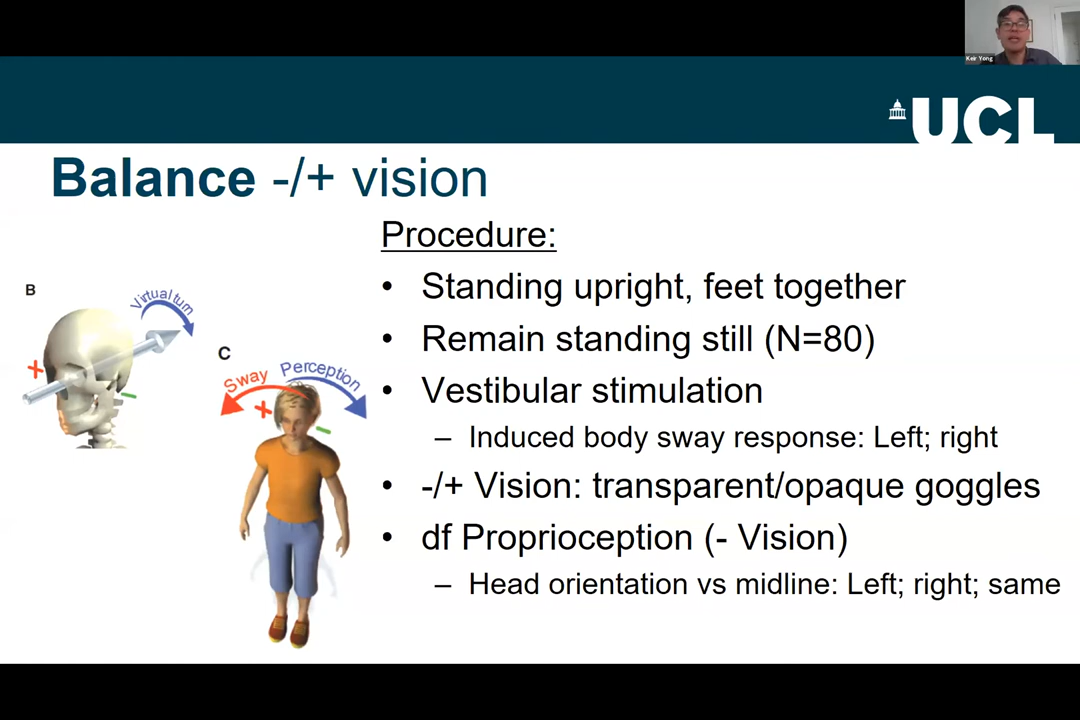 Keir Yong
UCL
Balance -/+ vision
Procedure:
• Standing upright, feet together
• Remain standing still (N=80)
• Vestibular stimulation
– Induced body sway response: Left; right
• -/+ Vision: transparent/opaque goggles
• df Proprioception (- Vision)
– Head orientation vs midline: Left; right; same
B
Virtual turn
+
–
C
Sway
Perception
+
–